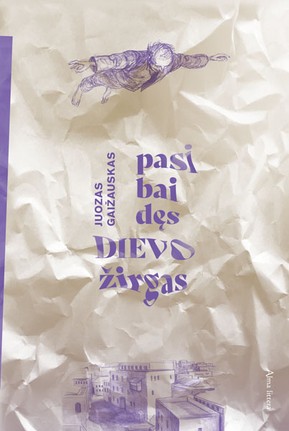 JUOZAS
GAIŽAUSKAS
pasi
bai
dęs
DIEVO
žirgas
Alma littera